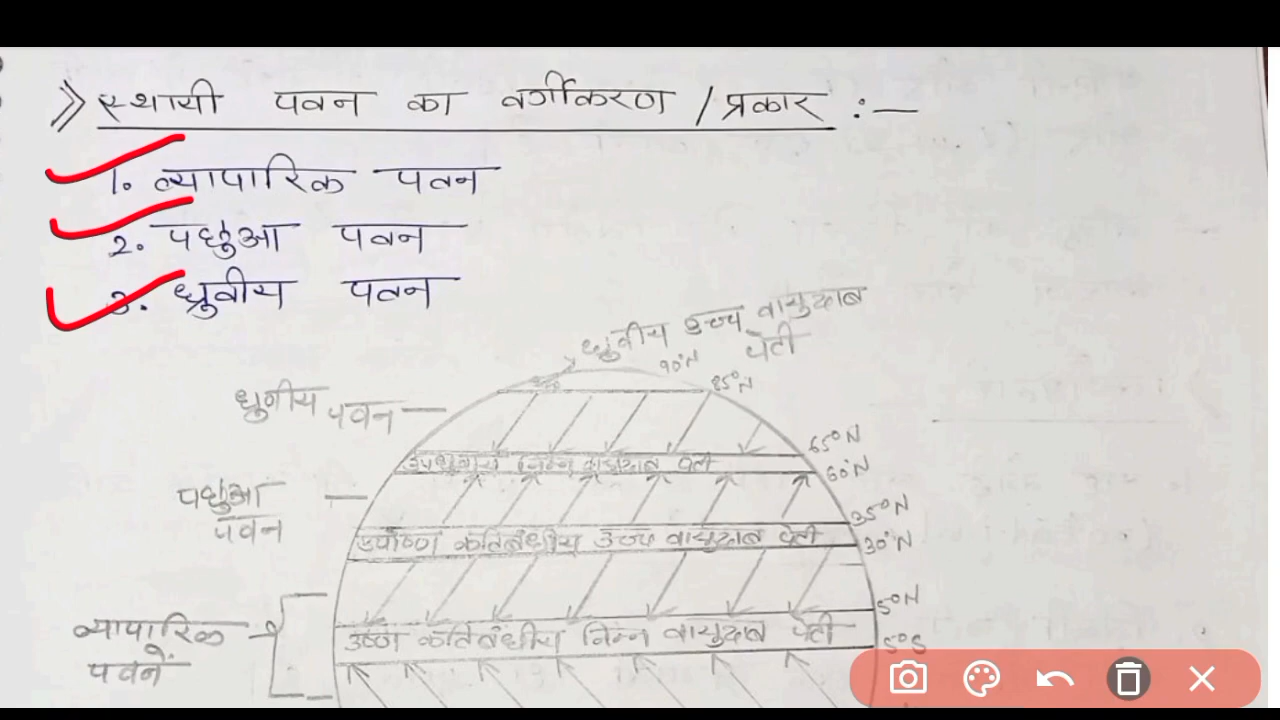 » स्थायी पवन का वर्गीकरण / प्रकार :—
1. व्यापारिक पवन
2. पछुआ पवन
3. ध्रुवीय पवन
ध्रुवीय उच्च वायुदाब
पेटी
90°N
85°N
ध्रुवीय पवन
65°N
उपध्रुवीय निम्न वायुदाब पेटी
60°N
पछुआ
पवन
35°N
उपोष्ण कटिबंधीय उच्च वायुदाब पेटी
30°N
5°N
व्यापारिक
पवनें
उष्ण कटिबंधीय निम्न वायुदाब पेटी
5°S